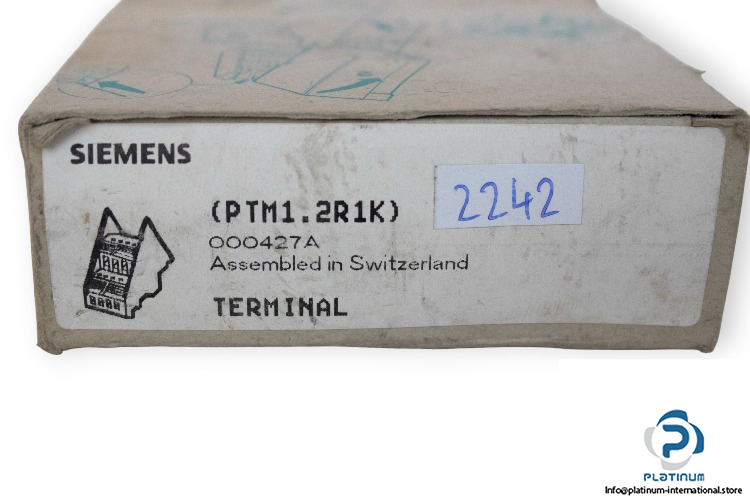 SIEMENS
(PTM1.2R1K)
2242
000427A
Assembled in Switzerland
TERMINAL
PLATINUM
Info@platinum-international.store